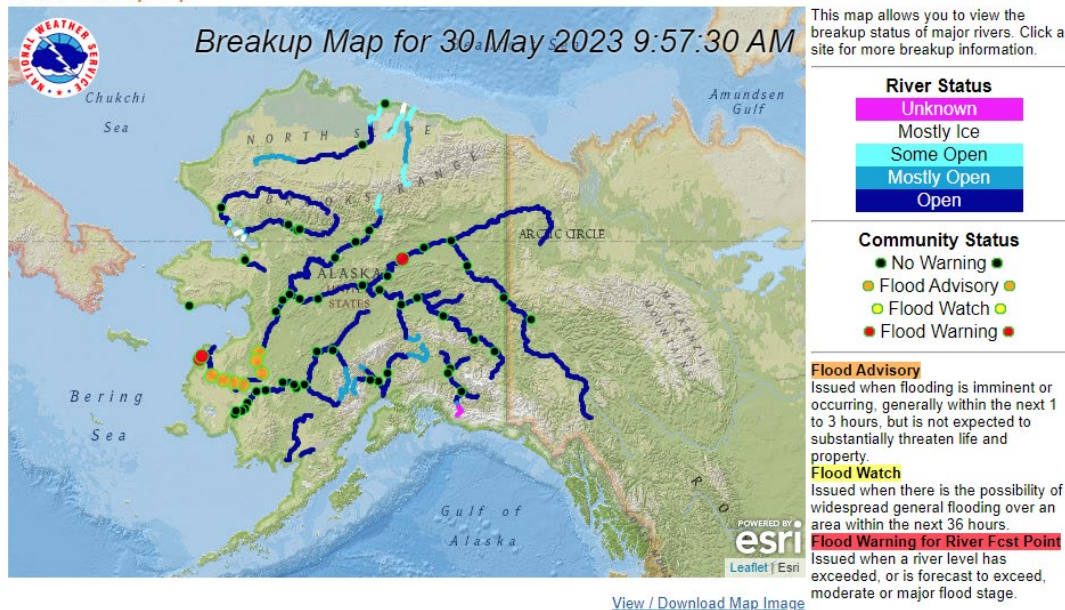 Breakup Map for 30 May 2023 9:57:30 AM
NATIONAL WEATHER SERVICE
Chukchi
Sea
Amundsen
Gulf
NORTH SLOPE
BROOKS RANGE
ARCTIC CIRCLE
ALASKA
UNITED
STATES
MACKENZIE
MOUNTAINS
Bering
Sea
Gulf of
Alaska
R O
POWERED BY
esri
Leaflet | Esri
View / Download Map Image
This map allows you to view the
breakup status of major rivers. Click a
site for more breakup information.
River Status
Unknown
Mostly Ice
Some Open
Mostly Open
Open
Community Status
No Warning
Flood Advisory
Flood Watch
Flood Warning
Flood Advisory
Issued when flooding is imminent or
occurring, generally within the next 1
to 3 hours, but is not expected to
substantially threaten life and
property.
Flood Watch
Issued when there is the possibility of
widespread general flooding over an
area within the next 36 hours.
Flood Warning for River Fcst Point
Issued when a river level has
exceeded, or is forecast to exceed,
moderate or major flood stage.